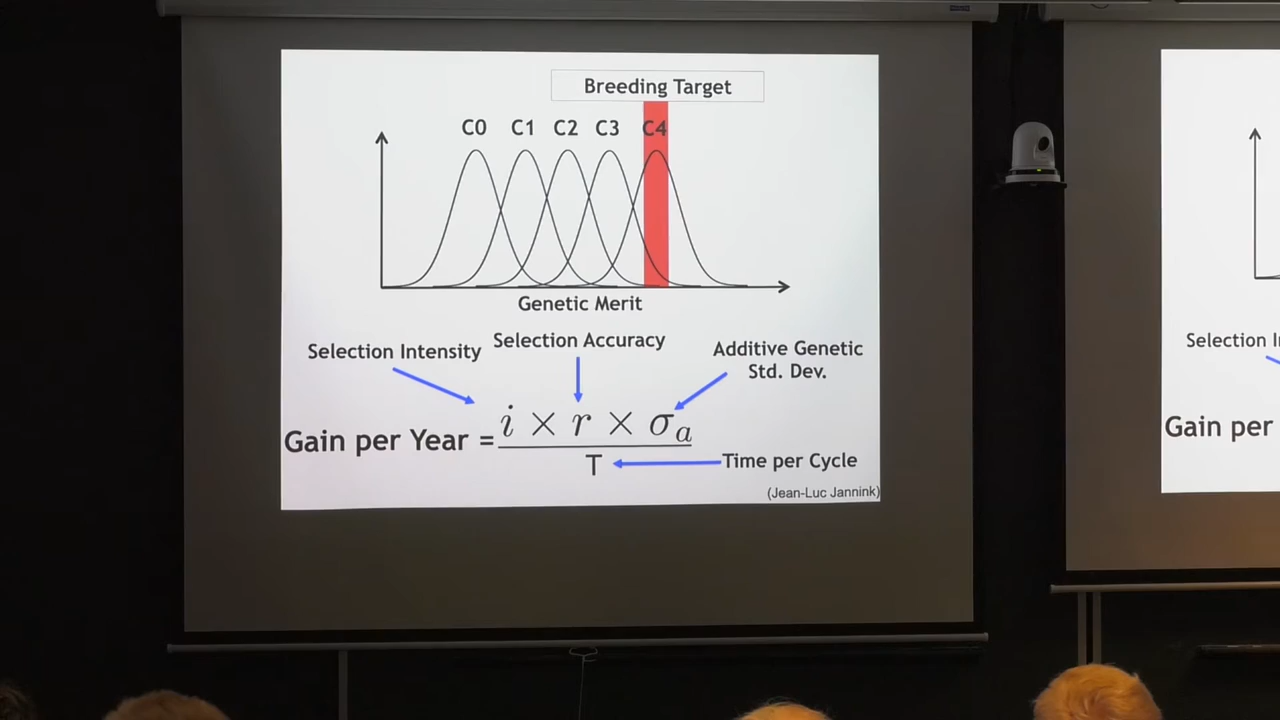 Breeding Target
C0 C1 C2 C3 C4
Genetic Merit
Selection Intensity
Selection Accuracy
Additive Genetic
Std. Dev.
Gain per Year = i × r × σa
T
Time per Cycle
(Jean-Luc Jannink)
Selection I
Gain per